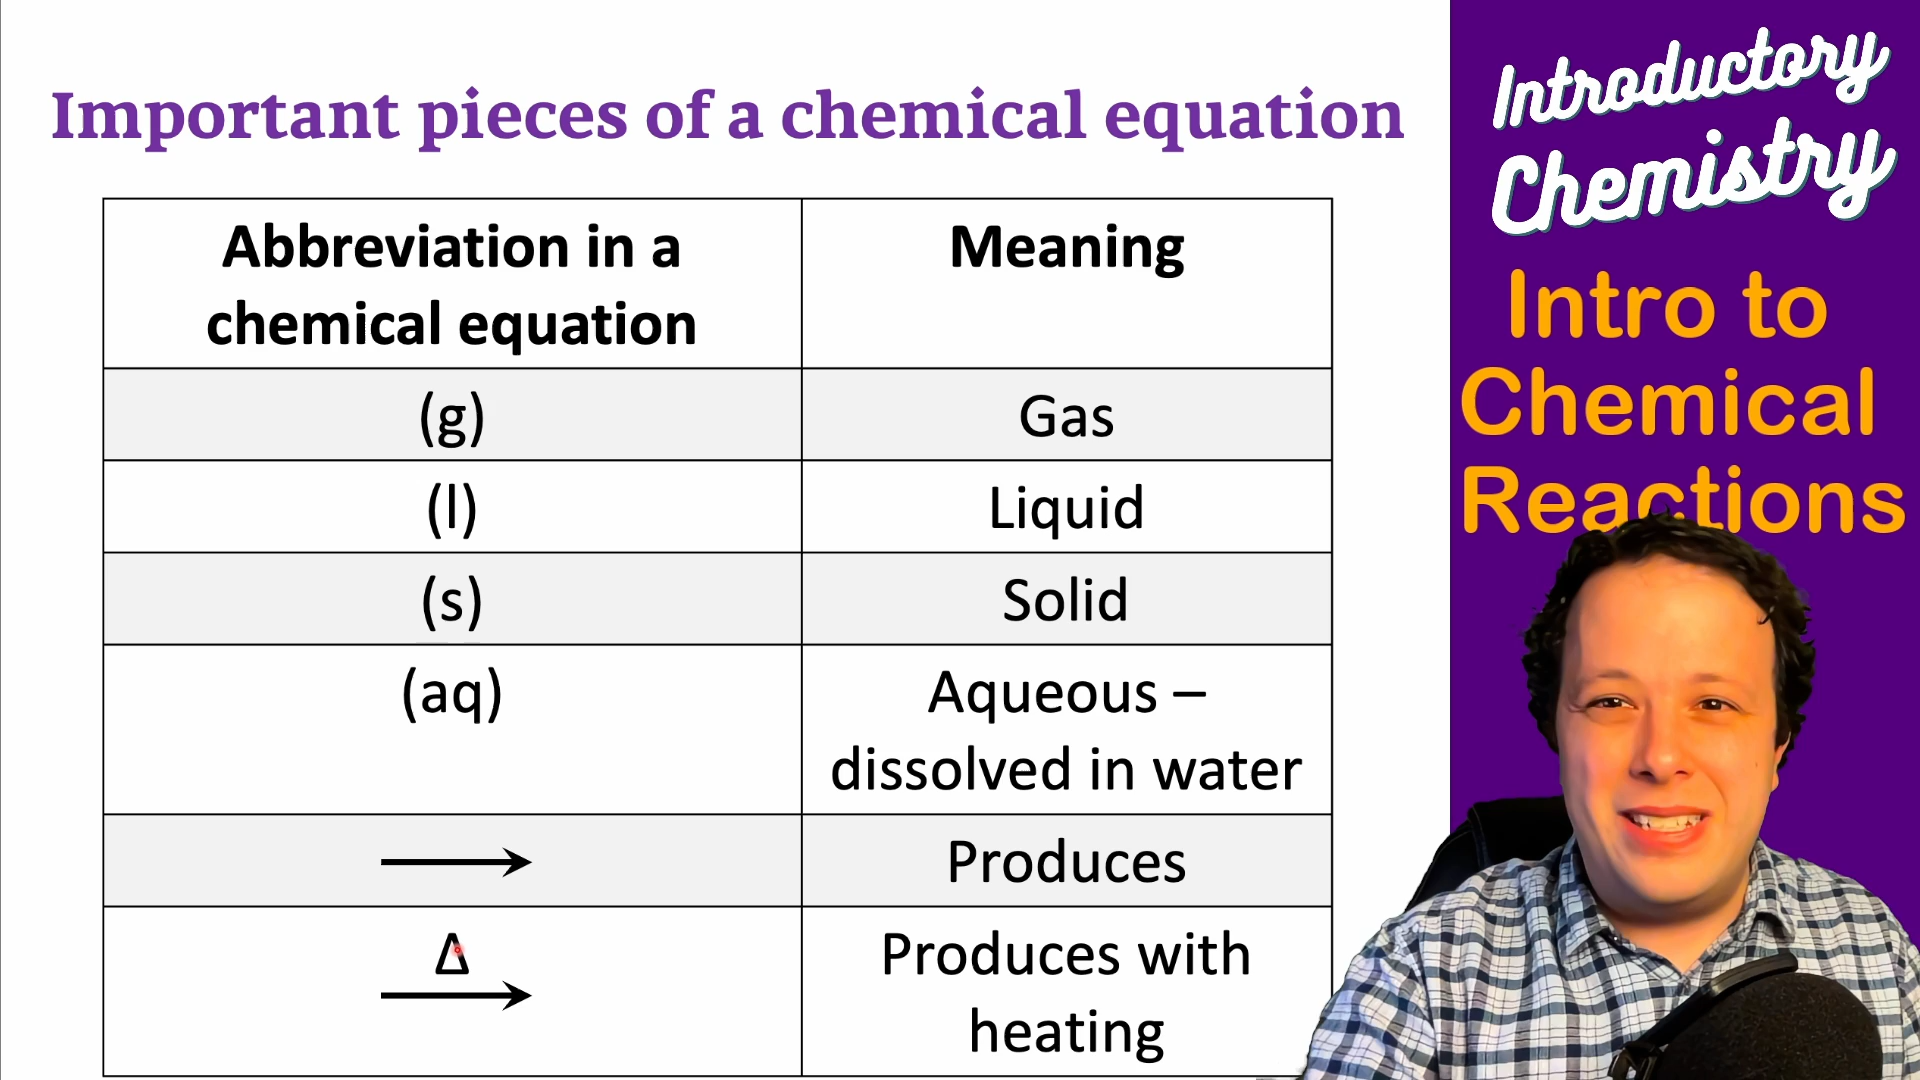 Important pieces of a chemical equation
Abbreviation in a
chemical equation
Meaning
(g)
Gas
(l)
Liquid
(s)
Solid
(aq)
Aqueous –
dissolved in water
⟶
Produces
Δ
⟶
Produces with
heating
Introductory
Chemistry
Intro to
Chemical
Reactions